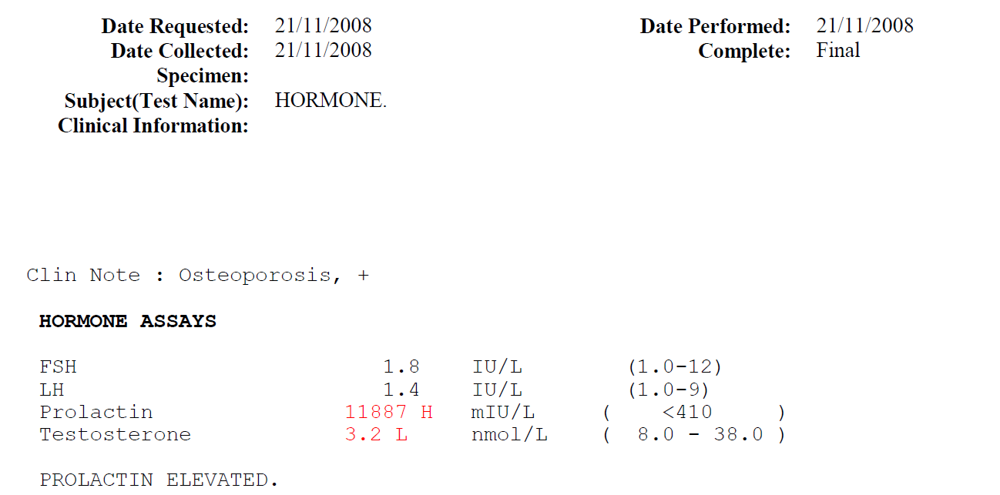 Date Requested: 21/11/2008 Date Performed: 21/11/2008
Date Collected: 21/11/2008 Complete: Final
Specimen:
Subject(Test Name): HORMONE.
Clinical Information:
Clin Note : Osteoporosis, +
HORMONE ASSAYS
FSH 1.8 IU/L (1.0-12)
LH 1.4 IU/L (1.0-9)
Prolactin 11887 H mIU/L ( <410 )
Testosterone 3.2 L nmol/L ( 8.0 - 38.0 )
PROLACTIN ELEVATED.